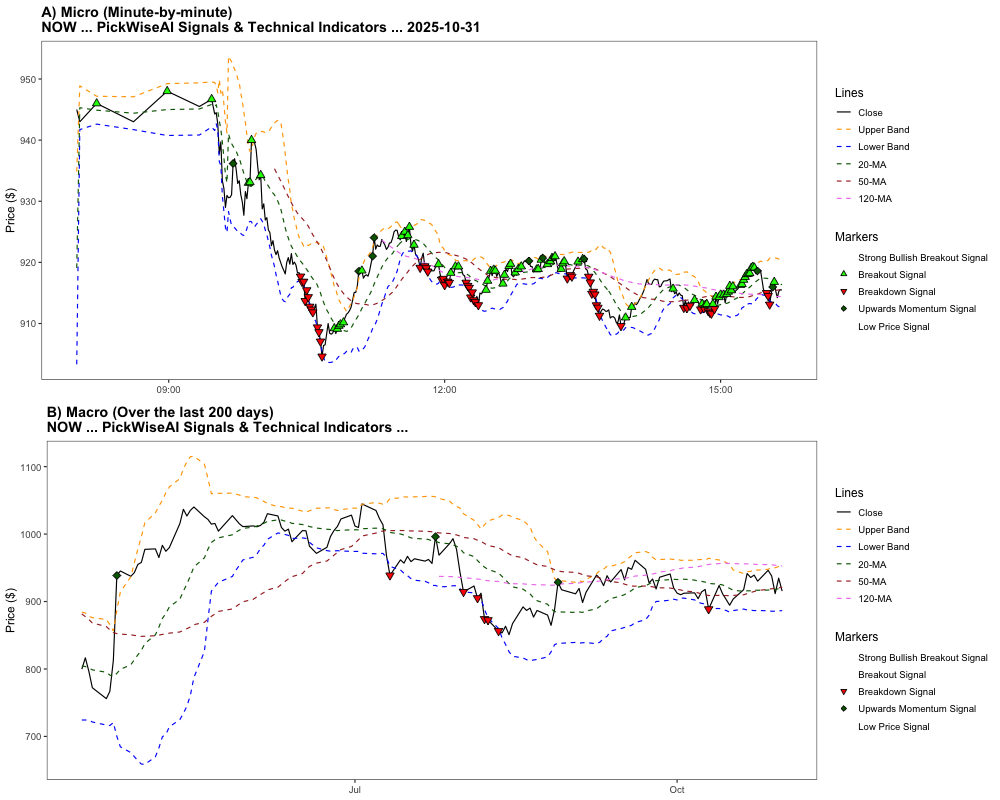 A) Micro (Minute-by-minute)
NOW ... PickWiseAI Signals & Technical Indicators ... 2025-10-31
Price ($)
950
940
930
920
910
09:00
12:00
15:00
Lines
Close
Upper Band
Lower Band
20-MA
50-MA
120-MA
Markers
Strong Bullish Breakout Signal
Breakout Signal
Breakdown Signal
Upwards Momentum Signal
Low Price Signal
B) Macro (Over the last 200 days)
NOW ... PickWiseAI Signals & Technical Indicators ...
Price ($)
1100
1000
900
800
700
Jul
Oct
Lines
Close
Upper Band
Lower Band
20-MA
50-MA
120-MA
Markers
Strong Bullish Breakout Signal
Breakout Signal
Breakdown Signal
Upwards Momentum Signal
Low Price Signal